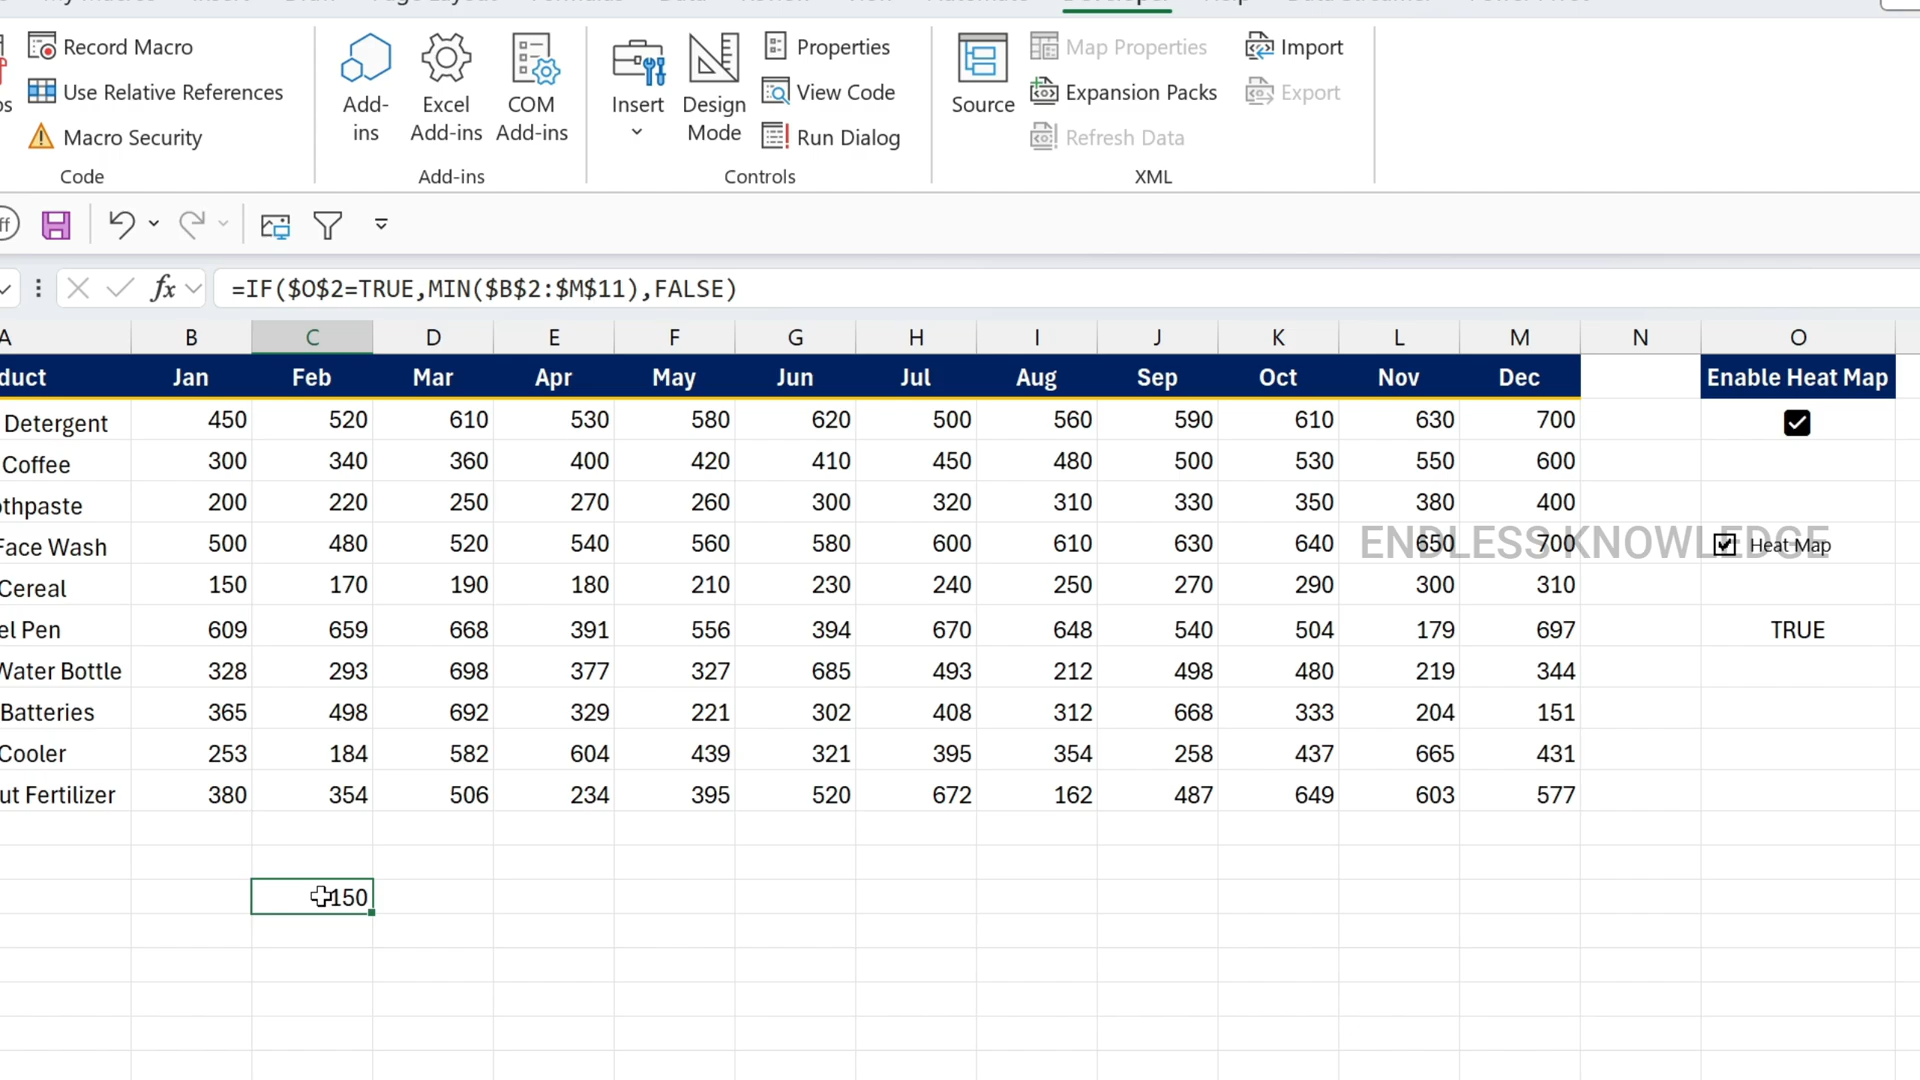 Record Macro
Use Relative References
Macro Security
Code
Add-
ins
Excel
Add-ins
COM
Add-ins
Add-ins
Insert
Design
Mode
Properties
View Code
Run Dialog
Controls
Source
Map Properties
Expansion Packs
Refresh Data
Import
Export
XML
ff
fx =IF($O$2=TRUE,MIN($B$2:$M$11),FALSE)
A B C D E F G H I J K L M N O
duct Jan Feb Mar Apr May Jun Jul Aug Sep Oct Nov Dec Enable Heat Map
Detergent 450 520 610 530 580 620 500 560 590 610 630 700
Coffee 300 340 360 400 420 410 450 480 500 530 550 600
othpaste 200 220 250 270 260 300 320 310 330 350 380 400
Face Wash 500 480 520 540 560 580 600 610 630 640 650 700 Heat Map
ENDLESS KNOWLEDGE
Cereal 150 170 190 180 210 230 240 250 270 290 300 310
el Pen 609 659 668 391 556 394 670 648 540 504 179 697 TRUE
Water Bottle 328 293 698 377 327 685 493 212 498 480 219 344
Batteries 365 498 692 329 221 302 408 312 668 333 204 151
Cooler 253 184 582 604 439 321 395 354 258 437 665 431
ut Fertilizer 380 354 506 234 395 520 672 162 487 649 603 577
150